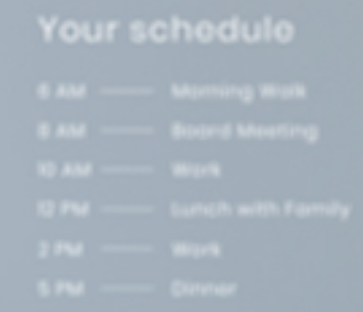 Your schedule
6 AM Morning Walk
8 AM Board Meeting
10 AM Work
12 PM Lunch with Family
2 PM Work
5 PM Dinner